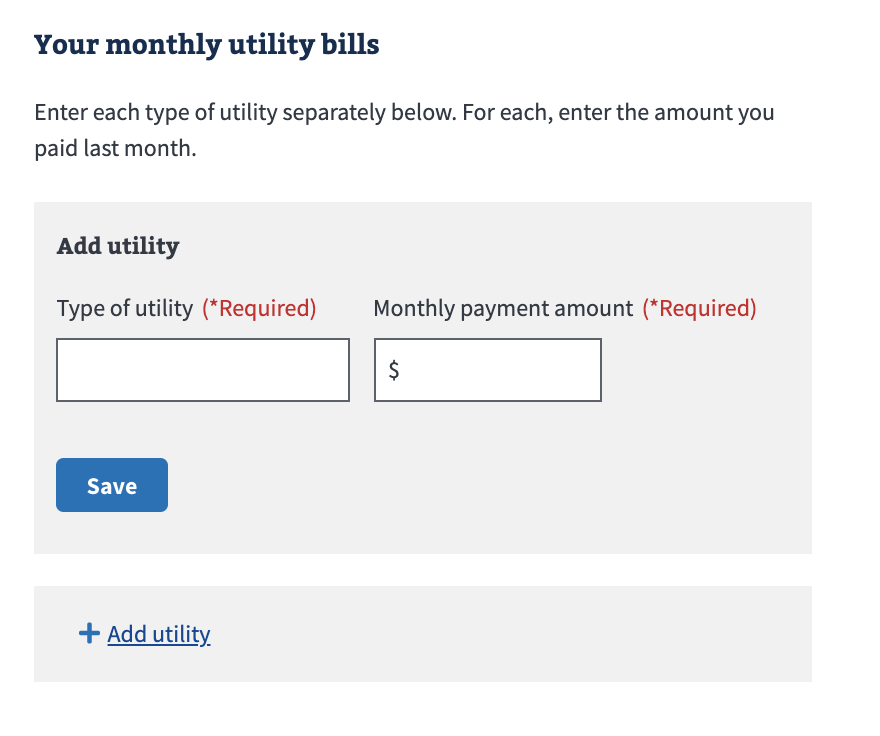 Your monthly utility bills
Enter each type of utility separately below. For each, enter the amount you
paid last month.
Add utility
Type of utility (*Required) Monthly payment amount (*Required)
$
Save
+ Add utility